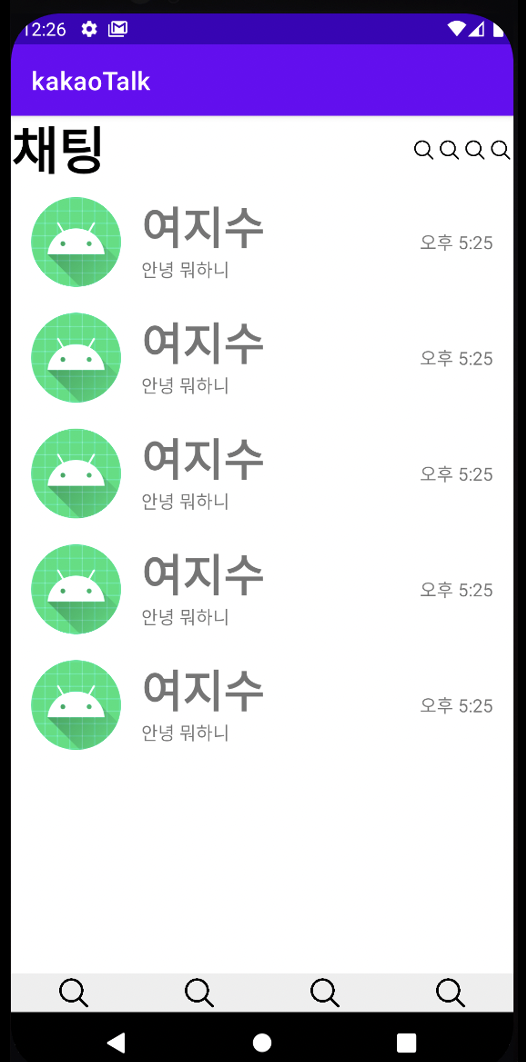 12:26
kakaoTalk
채팅
여지수
안녕 뭐하니
오후 5:25
여지수
안녕 뭐하니
오후 5:25
여지수
안녕 뭐하니
오후 5:25
여지수
안녕 뭐하니
오후 5:25
여지수
안녕 뭐하니
오후 5:25